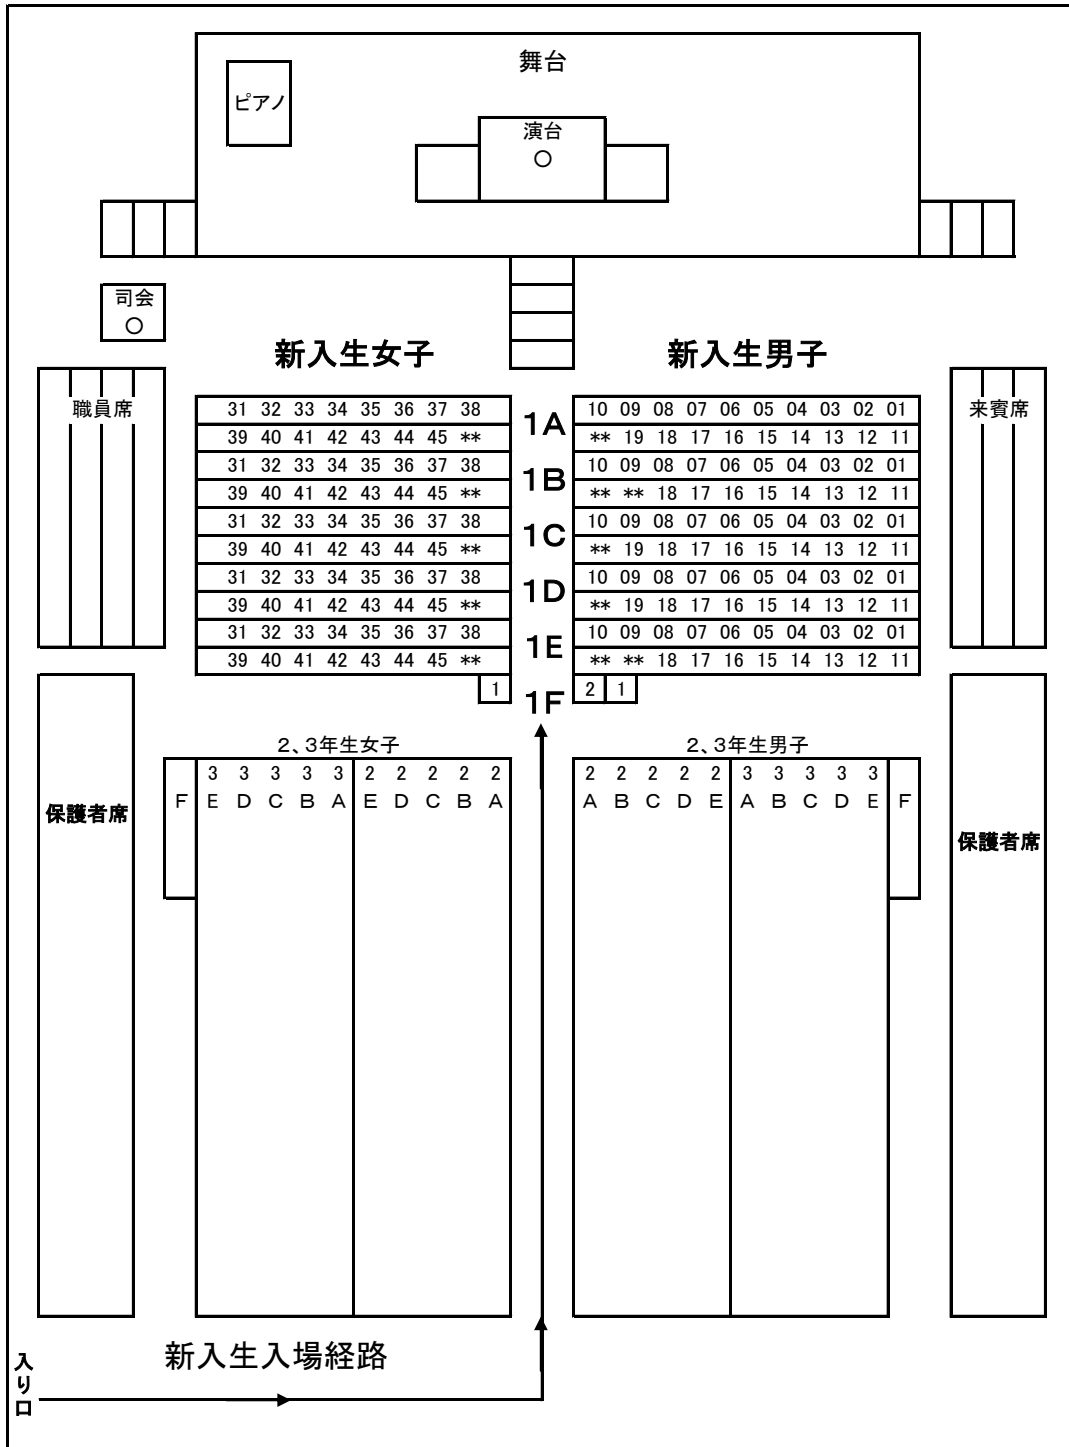 舞台
ピアノ
演台
○
司会
○
新入生女子 新入生男子
職員席 来賓席
31 32 33 34 35 36 37 38 1A 10 09 08 07 06 05 04 03 02 01
39 40 41 42 43 44 45 ** ** 19 18 17 16 15 14 13 12 11
31 32 33 34 35 36 37 38 1B 10 09 08 07 06 05 04 03 02 01
39 40 41 42 43 44 45 ** ** ** 18 17 16 15 14 13 12 11
31 32 33 34 35 36 37 38 1C 10 09 08 07 06 05 04 03 02 01
39 40 41 42 43 44 45 ** ** 19 18 17 16 15 14 13 12 11
31 32 33 34 35 36 37 38 1D 10 09 08 07 06 05 04 03 02 01
39 40 41 42 43 44 45 ** ** 19 18 17 16 15 14 13 12 11
31 32 33 34 35 36 37 38 1E 10 09 08 07 06 05 04 03 02 01
39 40 41 42 43 44 45 ** ** ** 18 17 16 15 14 13 12 11
1 1F 2 1
2、3年生女子 2、3年生男子
3 3 3 3 3 2 2 2 2 2 2 2 2 2 2 3 3 3 3 3
F E D C B A E D C B A A B C D E A B C D E F
保護者席 保護者席
新入生入場経路
入り口